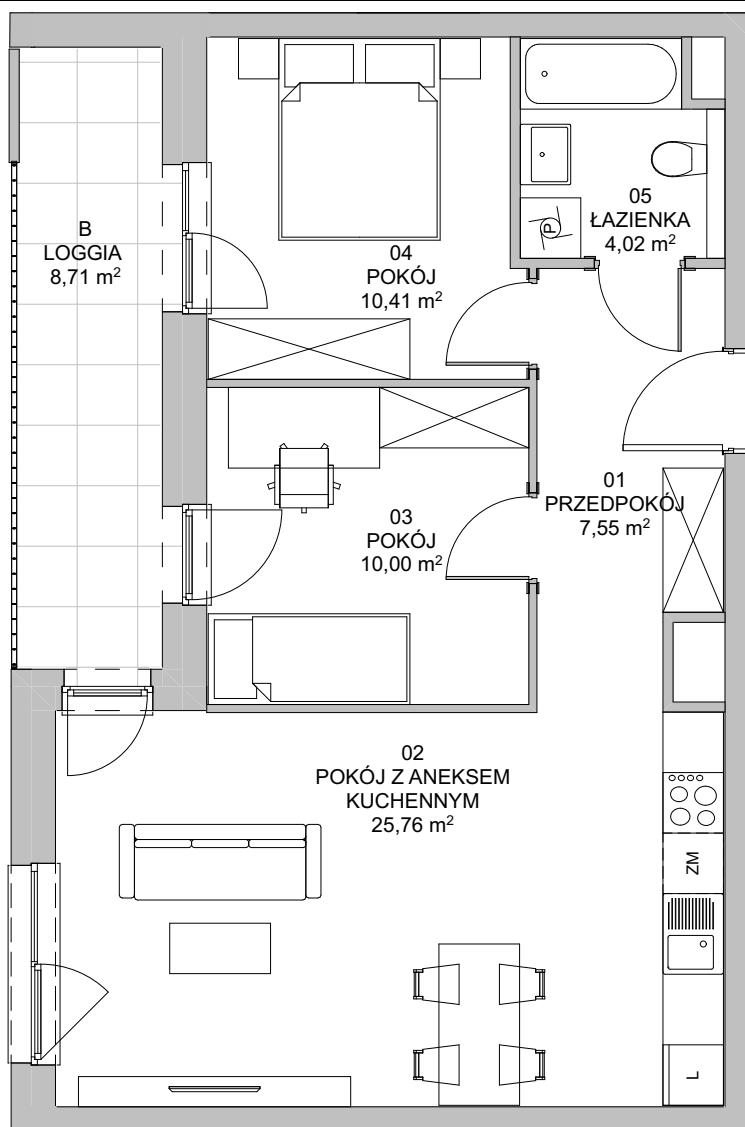 B
LOGGIA
8,71 m²
04
POKÓJ
10,41 m²
05
ŁAZIENKA
4,02 m²
P
01
PRZEDPOKÓJ
7,55 m²
03
POKÓJ
10,00 m²
02
POKÓJ Z ANEKSEM
KUCHENNYM
25,76 m²
ZM
L